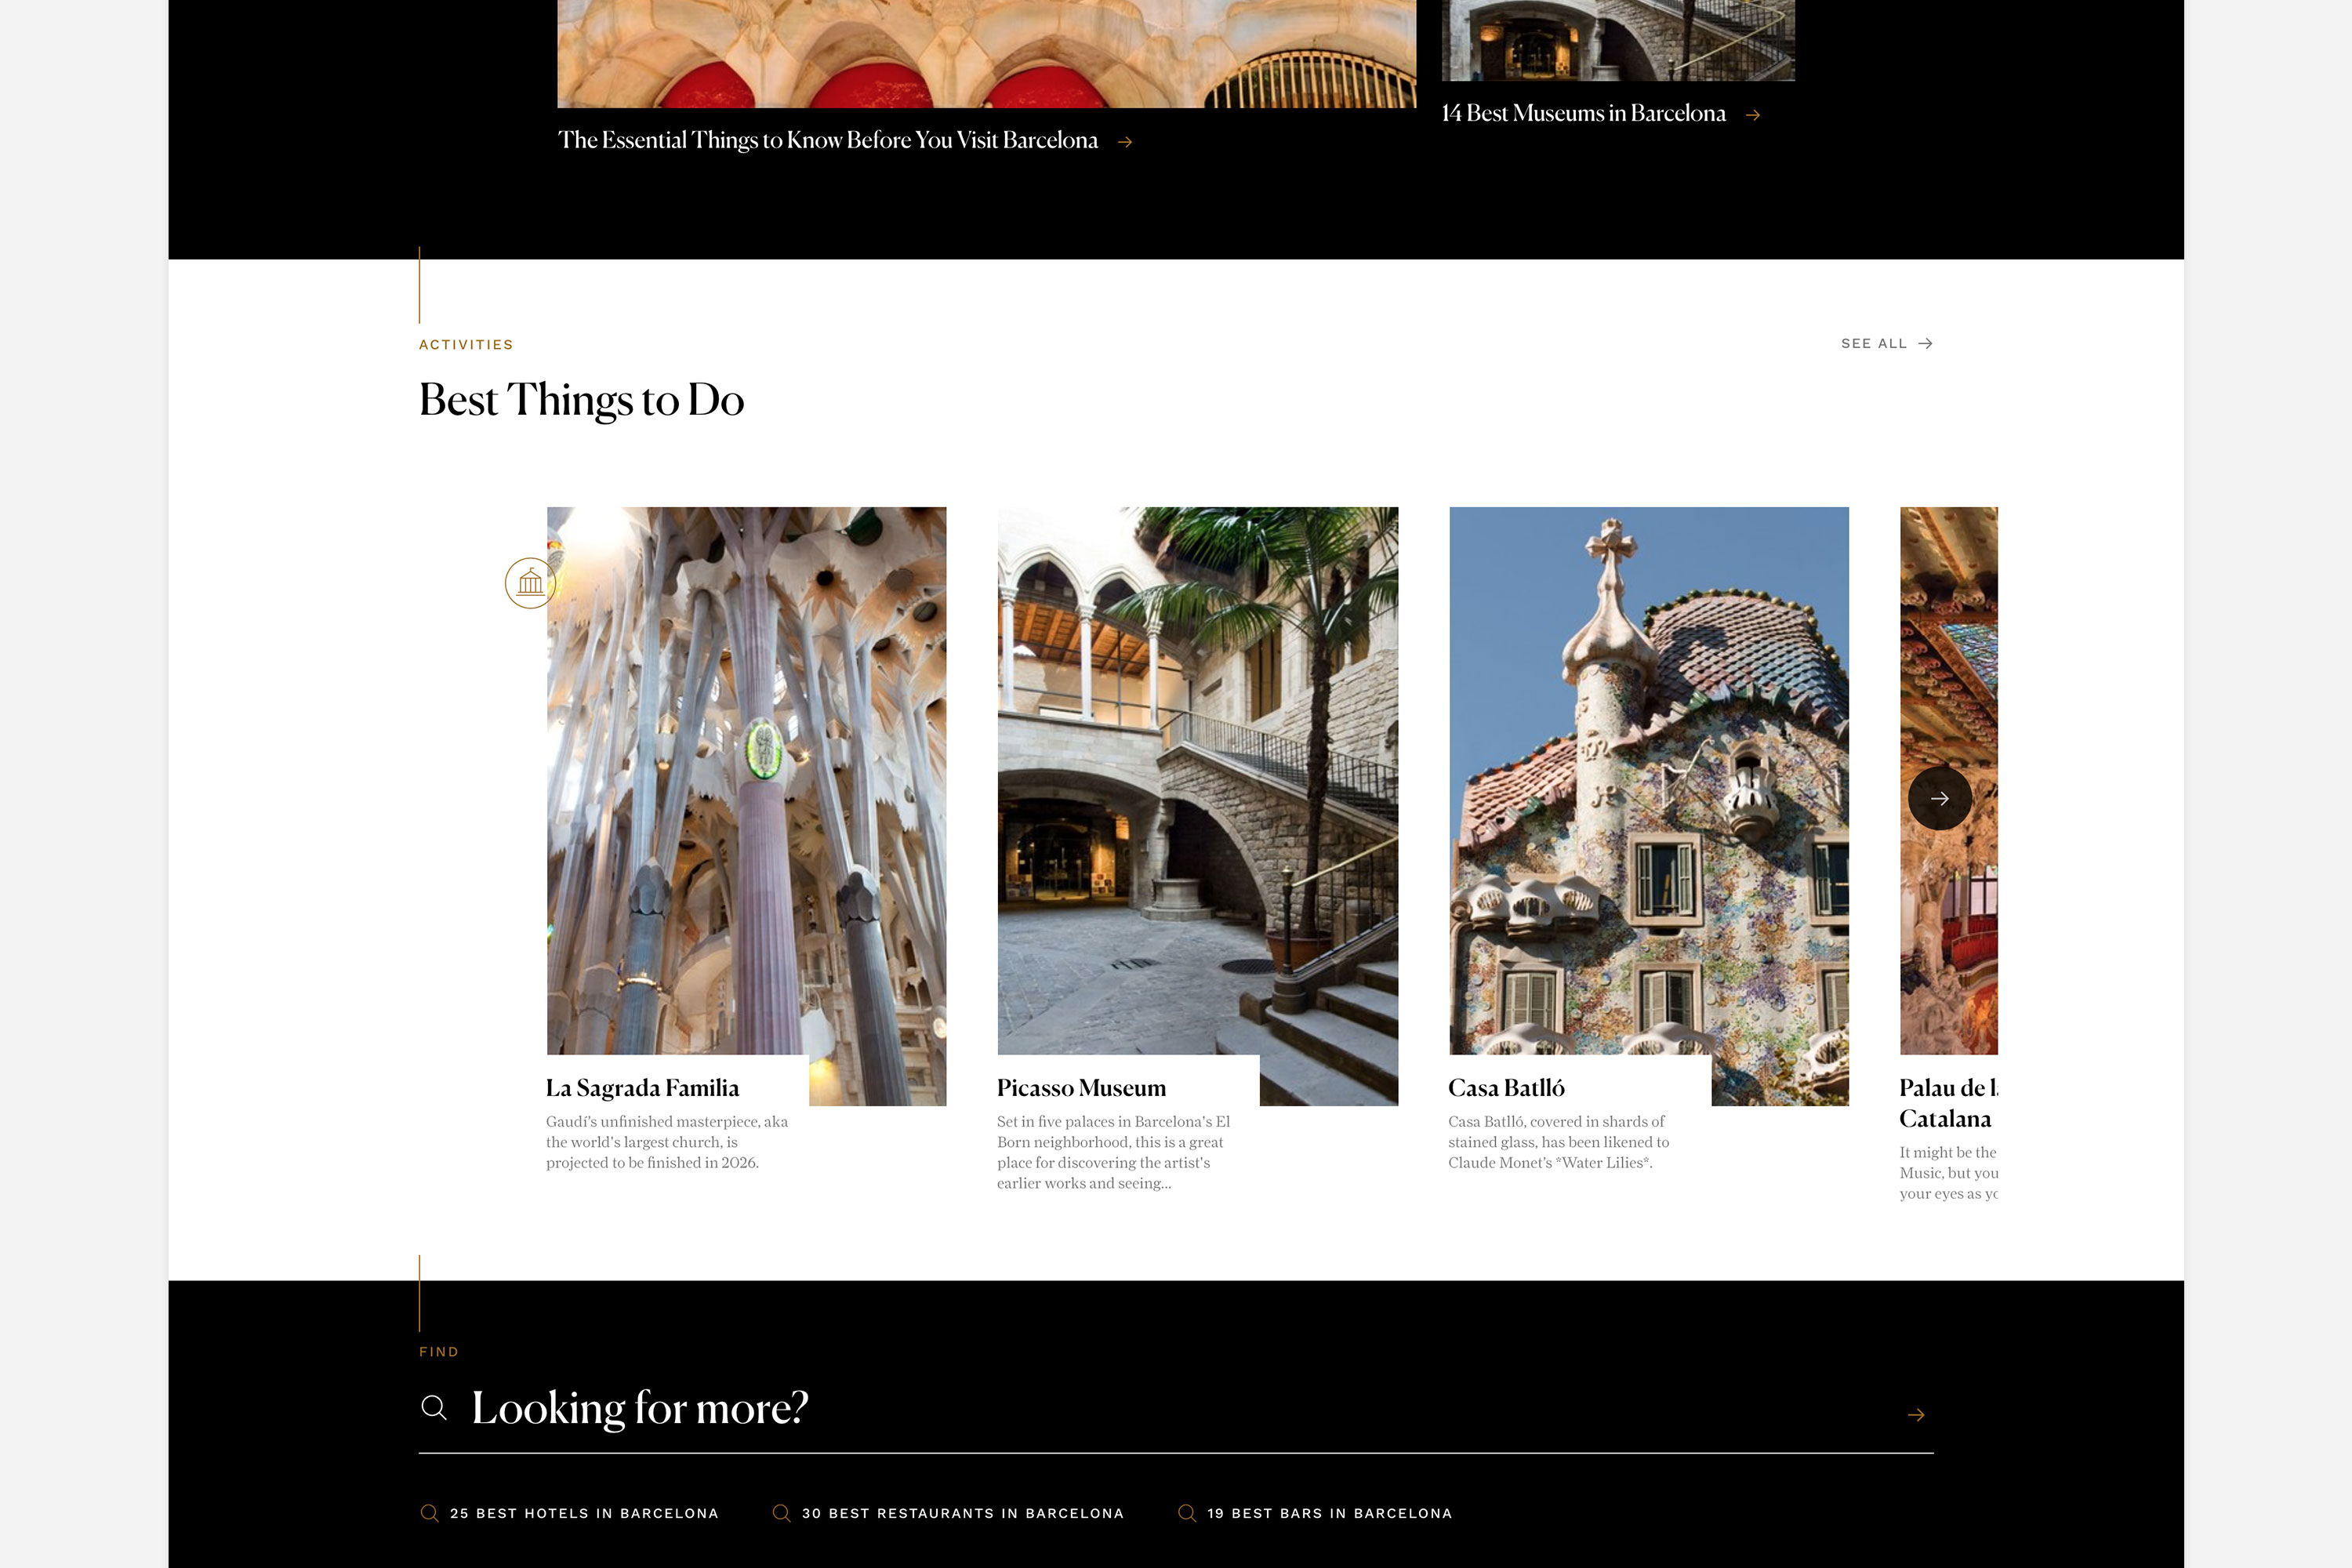 The Essential Things to Know Before You Visit Barcelona
14 Best Museums in Barcelona
ACTIVITIES
SEE ALL
Best Things to Do
La Sagrada Familia
Gaudí's unfinished masterpiece, aka
the world's largest church, is
projected to be finished in 2026.
Picasso Museum
Set in five palaces in Barcelona's El
Born neighborhood, this is a great
place for discovering the artist's
earlier works and seeing...
Casa Batlló
Casa Batlló, covered in shards of
stained glass, has been likened to
Claude Monet's *Water Lilies*.
Palau de
Catalana
It might be the
Music, but you
your eyes as
FIND
Looking for more?
25 BEST HOTELS IN BARCELONA
30 BEST RESTAURANTS IN BARCELONA
19 BEST BARS IN BARCELONA